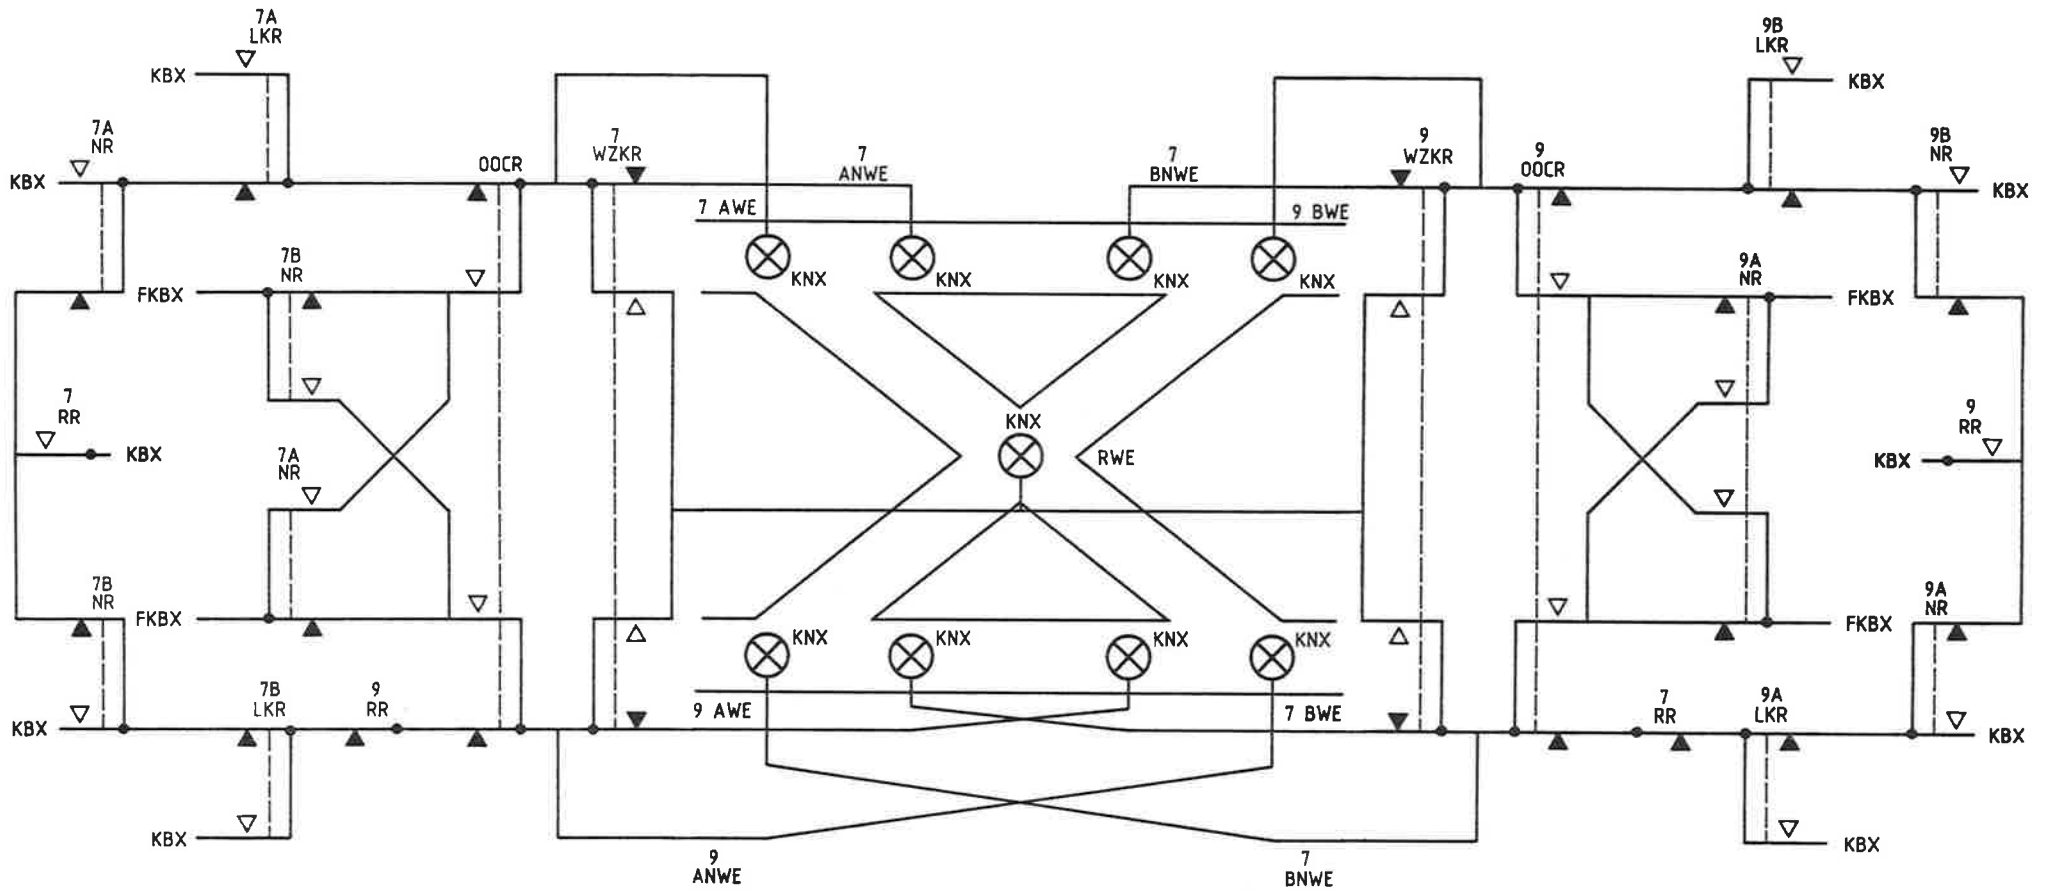 7A
LKR
KBX
9B
LKR
KBX
7A
NR
KBX
OOCR
7
WZKR
7
ANWE
7
BNWE
9
WZKR
9
OOCR
9B
NR
KBX
7 AWE
9 BWE
KNX
KNX
KNX
KNX
7B
NR
FKBX
9A
NR
FKBX
7
RR
KBX
KNX
RWE
9
RR
KBX
7A
NR
7B
NR
FKBX
9A
NR
FKBX
KNX
KNX
KNX
KNX
7B
LKR
9
RR
9 AWE
7 BWE
7
RR
9A
LKR
KBX
KBX
KBX
KBX
9
ANWE
7
BNWE